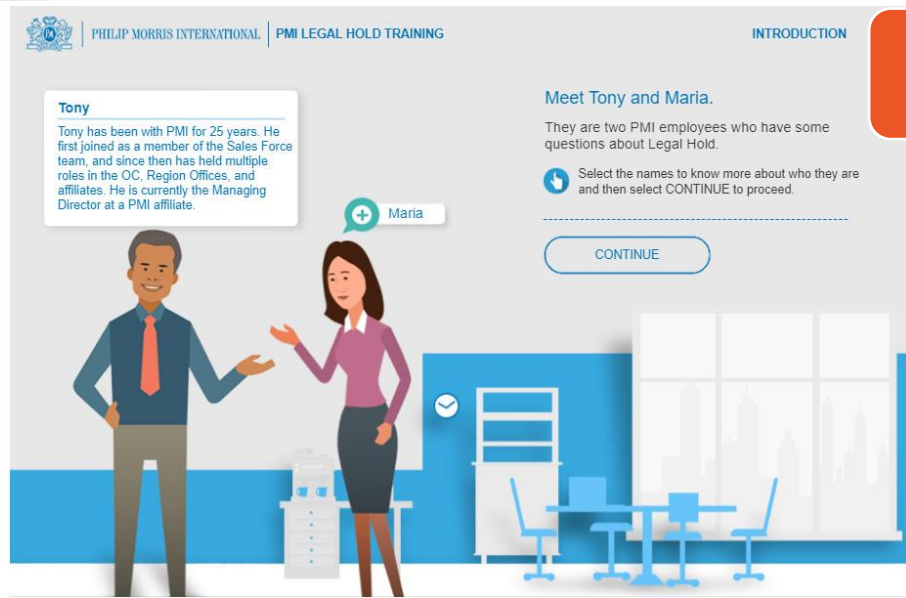 PHILIP MORRIS INTERNATIONAL
PMI LEGAL HOLD TRAINING
INTRODUCTION
Tony
Tony has been with PMI for 25 years. He
first joined as a member of the Sales Force
team, and since then has held multiple
roles in the OC, Region Offices, and
affiliates. He is currently the Managing
Director at a PMI affiliate.
Maria
Meet Tony and Maria.
They are two PMI employees who have some
questions about Legal Hold.
Select the names to know more about who they are
and then select CONTINUE to proceed.
CONTINUE